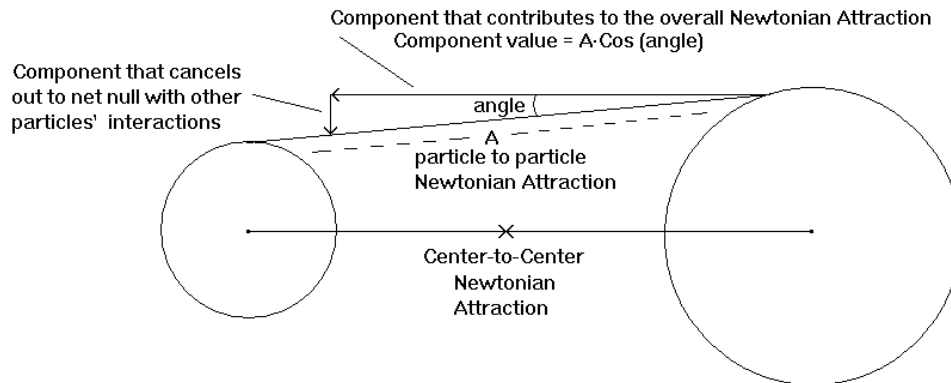 Component that contributes to the overall Newtonian Attraction
Component value = A·Cos (angle)
Component that cancels
out to net null with other
particles' interactions
angle
A
particle to particle
Newtonian Attraction
Center-to-Center
Newtonian
Attraction